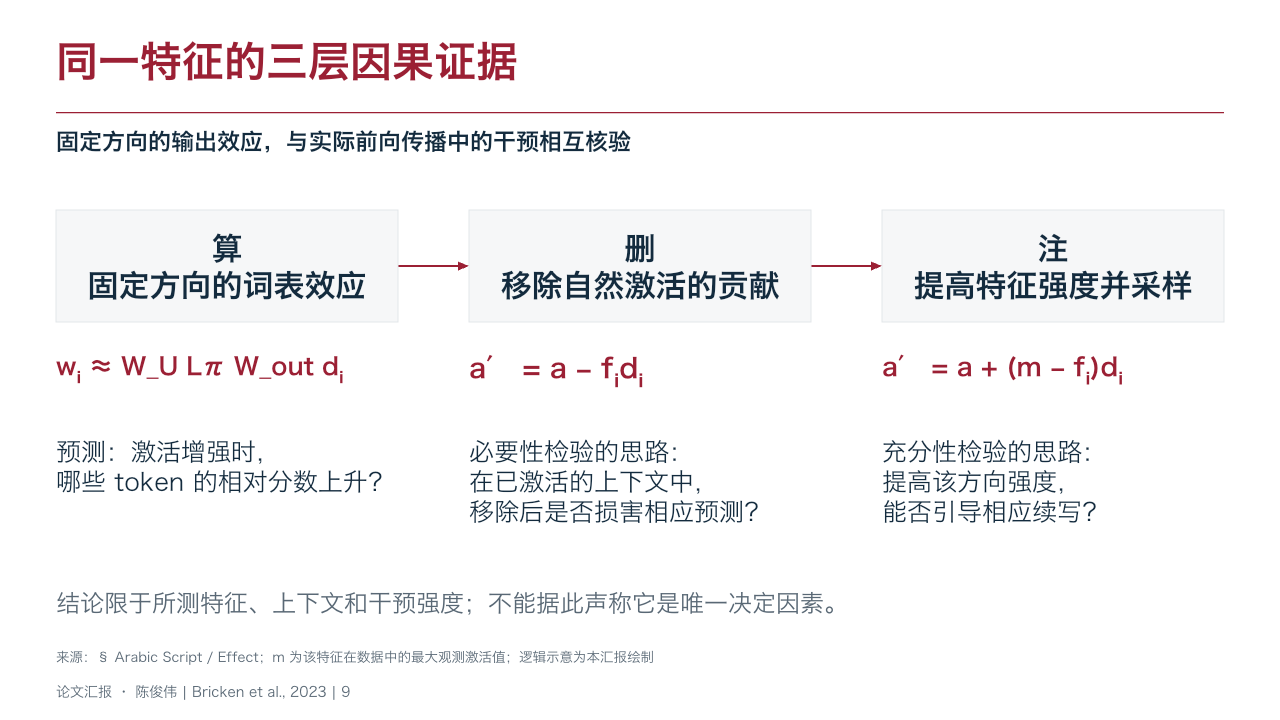 同一特征的三层因果证据
固定方向的输出效应，与实际前向传播中的干预相互核验
算
固定方向的词表效应
删
移除自然激活的贡献
注
提高特征强度并采样
wᵢ ≈ W_U Lπ W_out dᵢ
a′ = a − fᵢdᵢ
a′ = a + (m − fᵢ)dᵢ
预测：激活增强时，
哪些 token 的相对分数上升？
必要性检验的思路：
在已激活的上下文中，
移除后是否损害相应预测？
充分性检验的思路：
提高该方向强度，
能否引导相应续写？
结论限于所测特征、上下文和干预强度；不能据此声称它是唯一决定因素。
来源：§ Arabic Script / Effect；m 为该特征在数据中的最大观测激活值；逻辑示意为本汇报绘制
论文汇报 · 陈俊伟 | Bricken et al., 2023 | 9